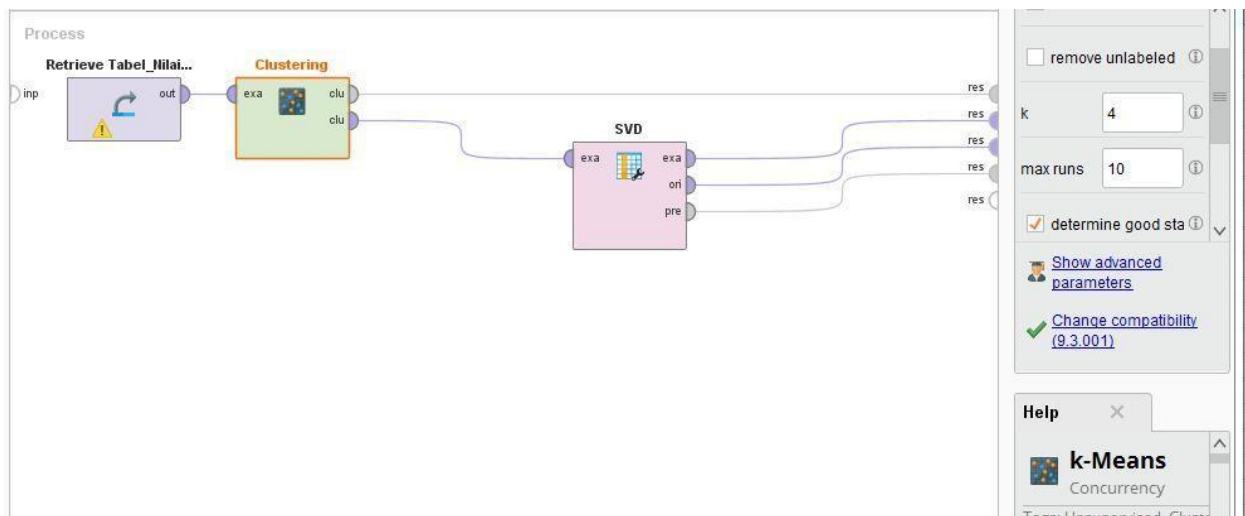 Process
Retrieve Tabel_Nilai...
Clustering
inp
out
exa
clu
clu
SVD
exa
exa
ori
pre
res
res
res
res
res
remove unlabeled
k
4
max runs
10
determine good sta
Show advanced
parameters
Change compatibility
(9.3.001)
Help
k-Means
Concurrency